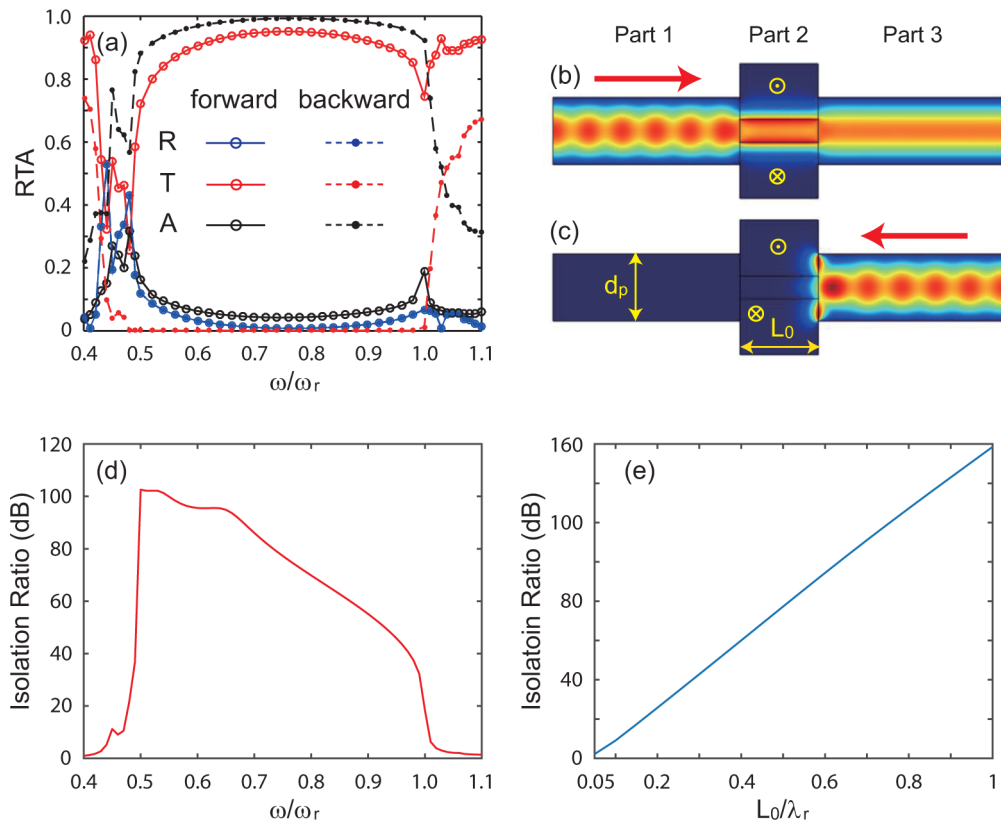 (a)
1.0
0.8
0.6
0.4
0.2
0
RTA
forward
backward
R
T
A
0.4
0.5
0.6
0.7
0.8
0.9
1.0
1.1
ω/ωr
Part 1
Part 2
Part 3
(b)
(c)
dp
L0
(d)
120
100
80
60
40
20
0
Isolation Ratio (dB)
0.4
0.5
0.6
0.7
0.8
0.9
1.0
1.1
ω/ωr
(e)
160
120
80
40
0
Isolatoin Ratio (dB)
0.05
0.2
0.4
0.6
0.8
1
L0/λr